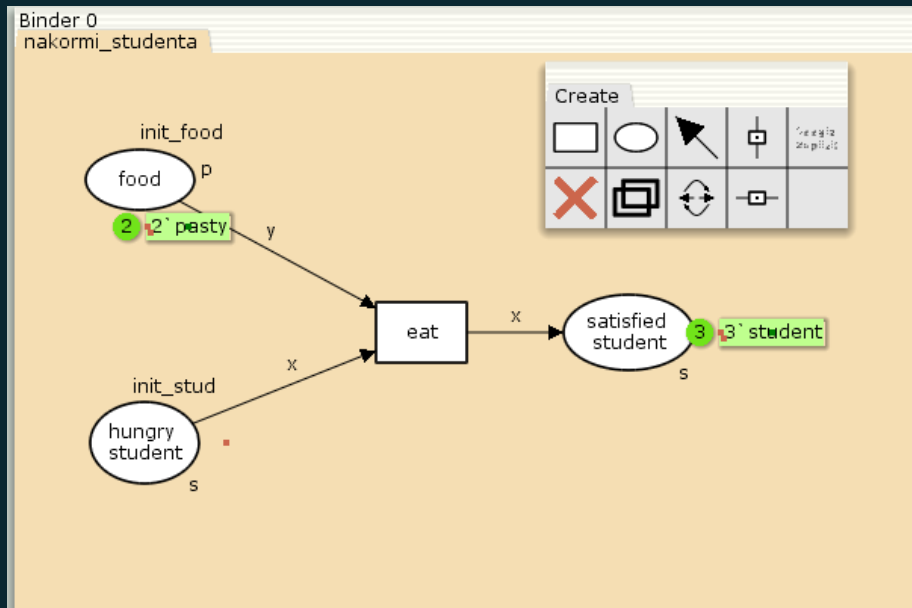 Binder 0
nakormi_studenta
Create
init_food
food
p
2
2`pasty
y
eat
x
satisfied
student
3
3`student
s
x
init_stud
hungry
student
s